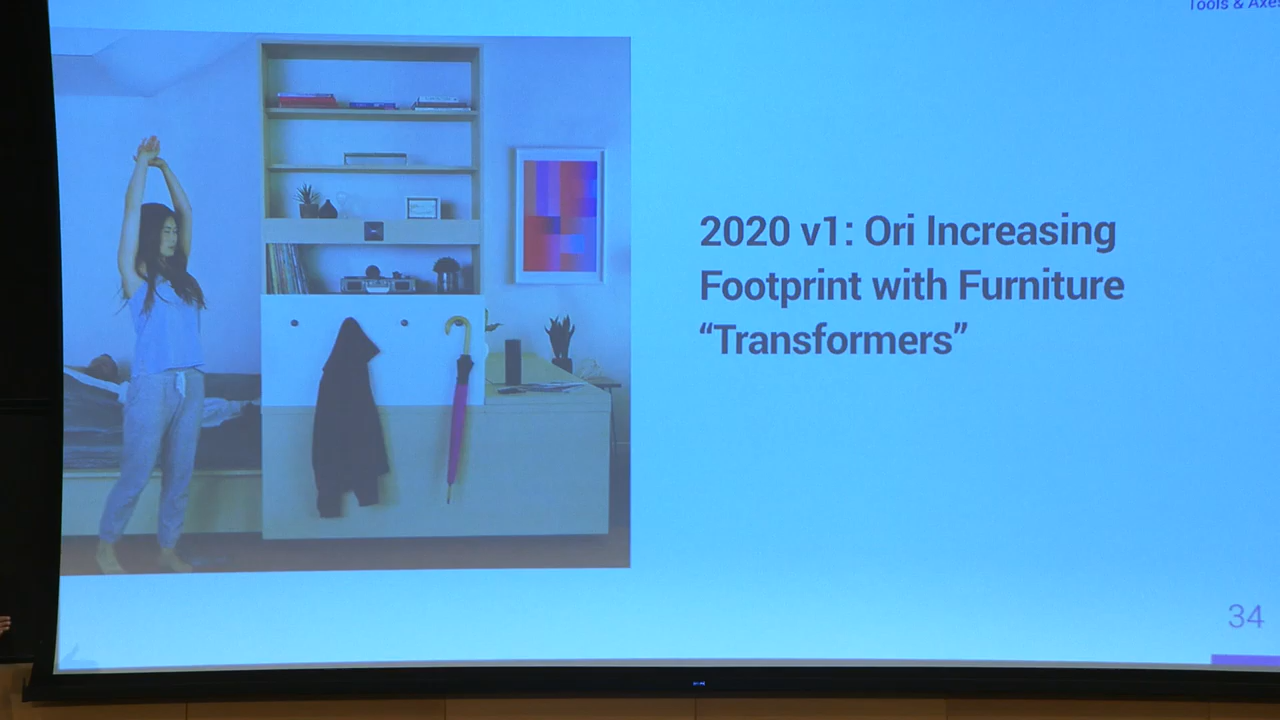 Tools & Axes
2020 v1: Ori Increasing
Footprint with Furniture
“Transformers”
34